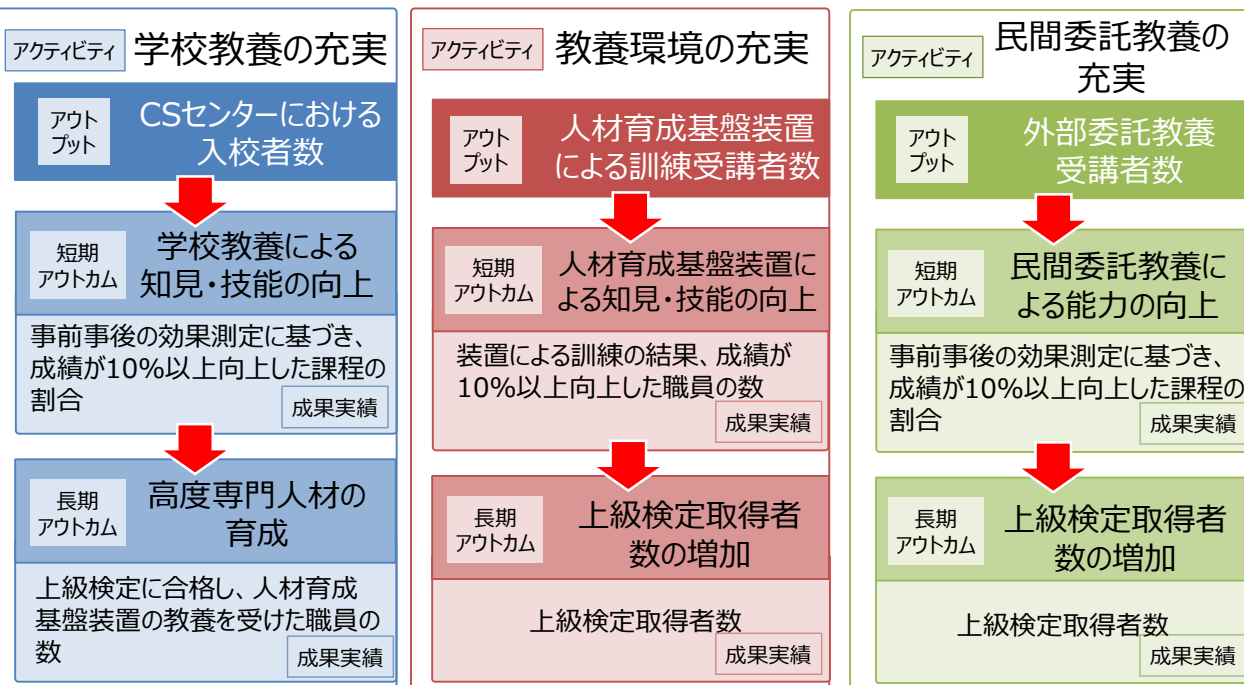 アクティビティ
学校教養の充実
アウト
プット
CSセンターにおける
入校者数
短期
アウトカム
学校教養による
知見・技能の向上
事前事後の効果測定に基づき、
成績が10%以上向上した課程の
割合
成果実績
長期
アウトカム
高度専門人材の
育成
上級検定に合格し、人材育成
基盤装置の教養を受けた職員の
数
成果実績
アクティビティ
教養環境の充実
アウト
プット
人材育成基盤装置
による訓練受講者数
短期
アウトカム
人材育成基盤装置に
よる知見・技能の向上
装置による訓練の結果、成績が
10%以上向上した職員の数
成果実績
長期
アウトカム
上級検定取得者
数の増加
上級検定取得者数
成果実績
アクティビティ
民間委託教養の
充実
アウト
プット
外部委託教養
受講者数
短期
アウトカム
民間委託教養に
よる能力の向上
事前事後の効果測定に基づき、
成績が10%以上向上した課程の
割合
成果実績
長期
アウトカム
上級検定取得者
数の増加
上級検定取得者数
成果実績